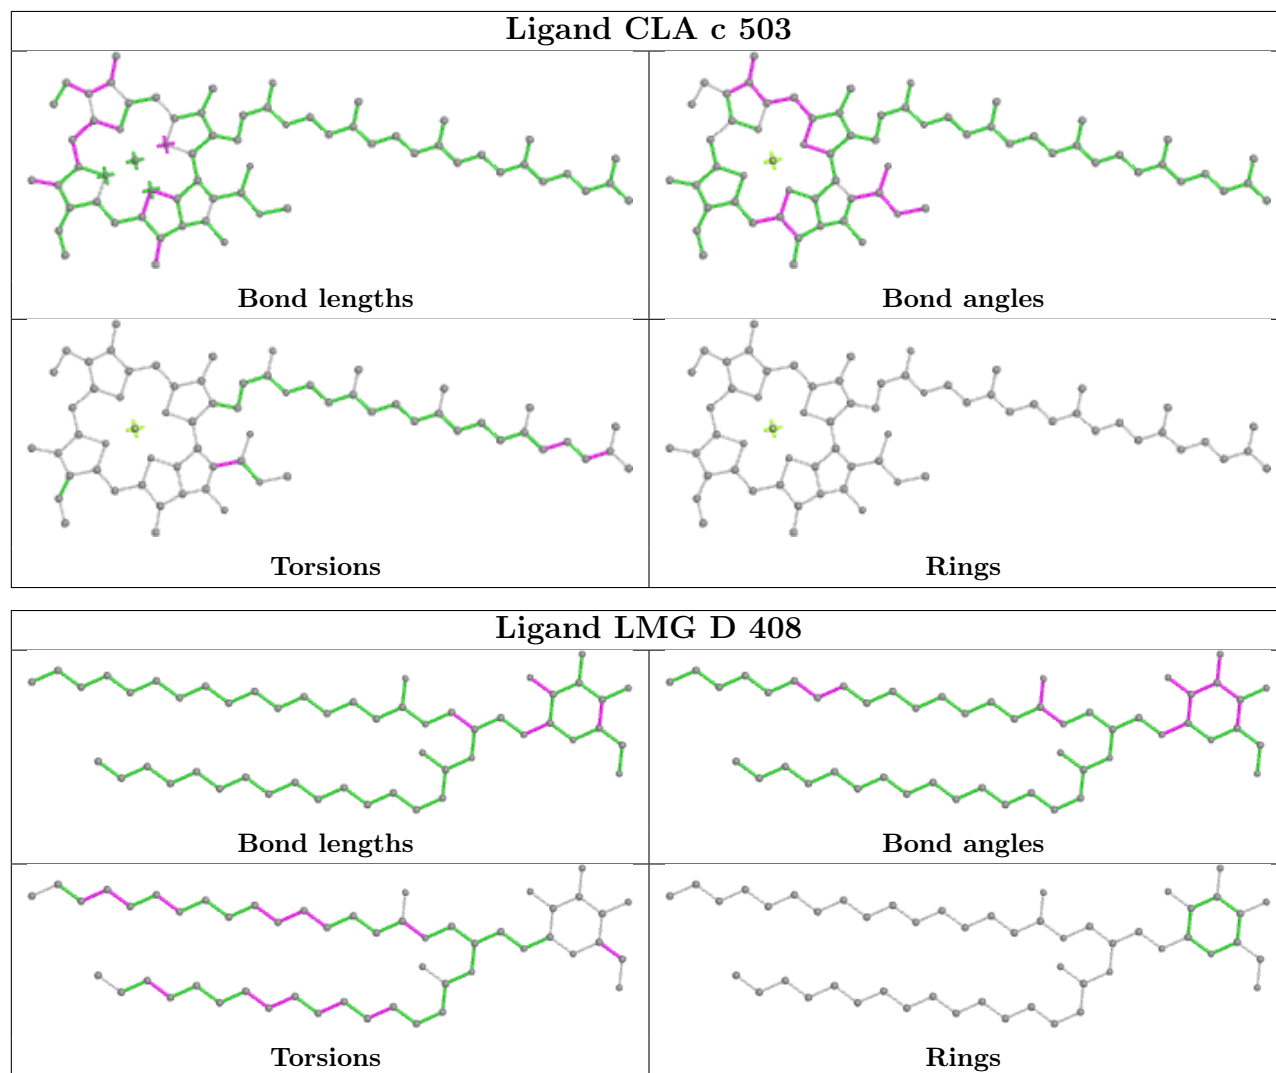 Ligand CLA c 503
Bond lengths
Bond angles
Torsions
Rings
Ligand LMG D 408
Bond lengths
Bond angles
Torsions
Rings